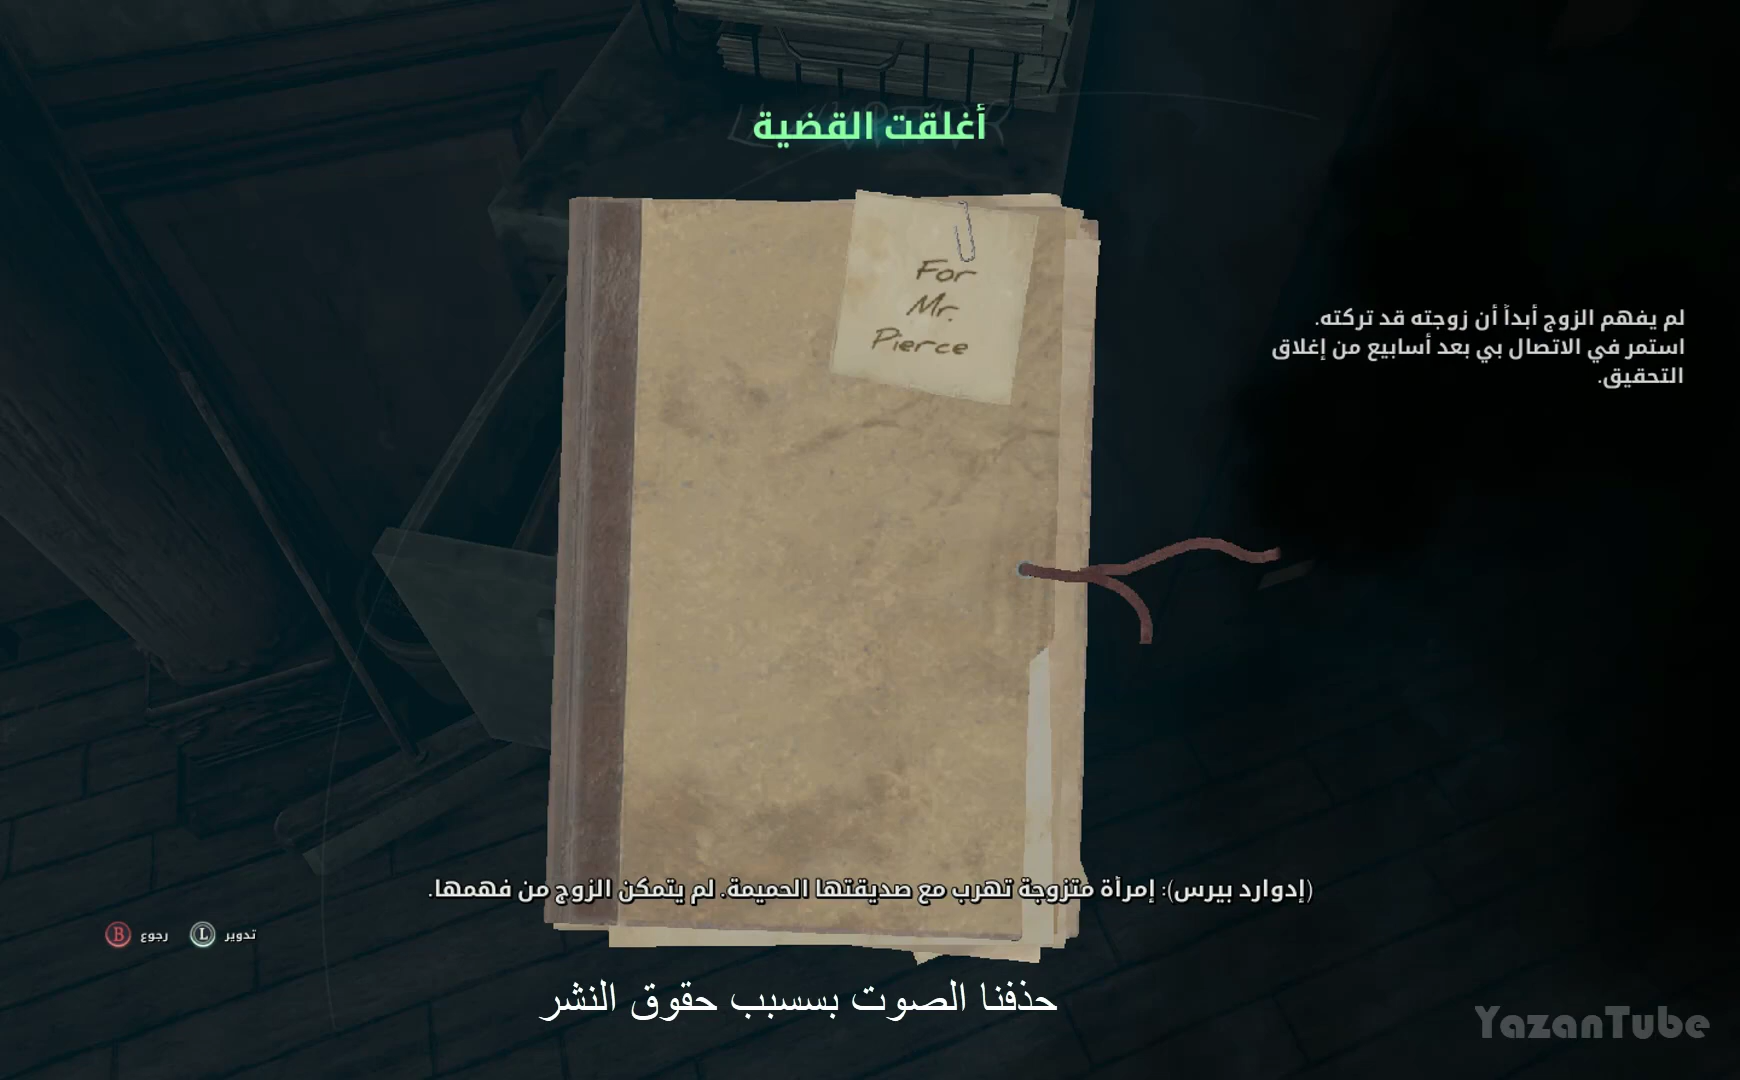 أغلقت القضية
For
Mr.
Pierce
لم يفهم الزوج أبداً أن زوجته قد تركته.
استمر في الاتصال بي بعد أسابيع من إغلاق
التحقيق.
(إدوارد بيرس): إمرأة متزوجة تهرب مع صديقتها الحميمة. لم يتمكن الزوج من فهمها.
B رجوع L تدوير
حذفنا الصوت بسسبب حقوق النشر
YazanTube